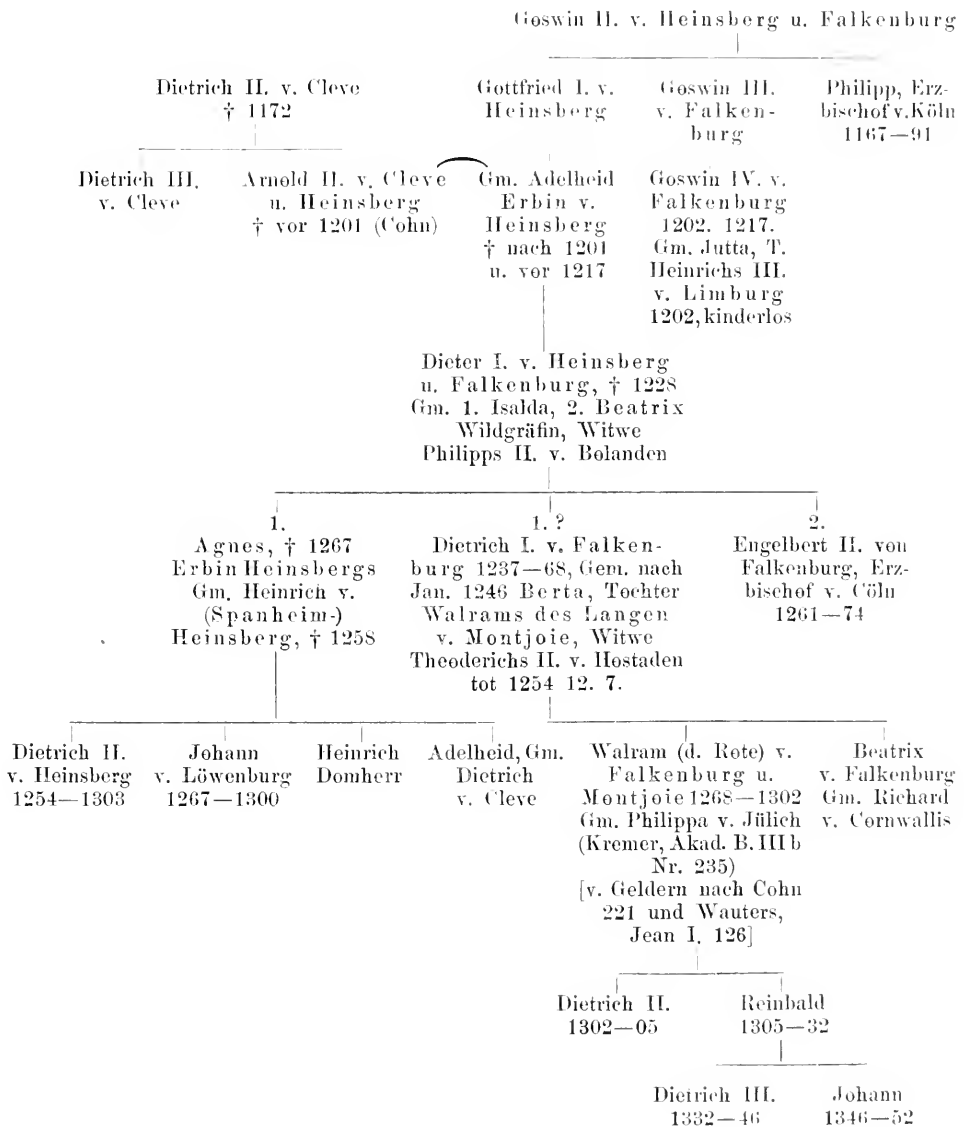 Goswin II. v. Heinsberg u. Falkenburg
Dietrich II. v. Cleve
† 1172
Gottfried I. v.
Heinsberg
Goswin III.
v. Falken-
burg
Philipp, Erz-
bischof v. Köln
1167—91
Dietrich III.
v. Cleve
Arnold II. v. Cleve
u. Heinsberg
† vor 1201 (Cohn)
Gm. Adelheid
Erbin v.
Heinsberg
† nach 1201
u. vor 1217
Goswin IV. v.
Falkenburg
1202. 1217.
Gm. Jutta, T.
Heinrichs III.
v. Limburg
1202, kinderlos
Dieter I. v. Heinsberg
u. Falkenburg, † 1228
Gm. 1. Isalda, 2. Beatrix
Wildgräfin, Witwe
Philipps II. v. Bolanden
1.
Agnes, † 1267
Erbin Heinsbergs
Gm. Heinrich v.
(Spanheim-)
Heinsberg, † 1258
1. ?
Dietrich I. v. Falken-
burg 1237—68, Gem. nach
Jan. 1246 Berta, Tochter
Walrams des Langen
v. Montjoie, Witwe
Theoderichs II. v. Hostaden
tot 1254 12. 7.
2.
Engelbert II. von
Falkenburg, Erz-
bischof v. Cöln
1261—74
Dietrich II.
v. Heinsberg
1254—1303
Johann
v. Löwenburg
1267—1300
Heinrich
Domherr
Adelheid, Gm.
Dietrich
v. Cleve
Walram (d. Rote) v.
Falkenburg u.
Montjoie 1268—1302
Gm. Philippa v. Jülich
(Kremer, Akad. B. III b
Nr. 235)
[v. Geldern nach Cohn
221 und Wauters,
Jean I. 126]
Beatrix
v. Falkenburg
Gm. Richard
v. Cornwallis
Dietrich II.
1302—05
Reinbald
1305—32
Dietrich III.
1332—46
Johann
1346—52